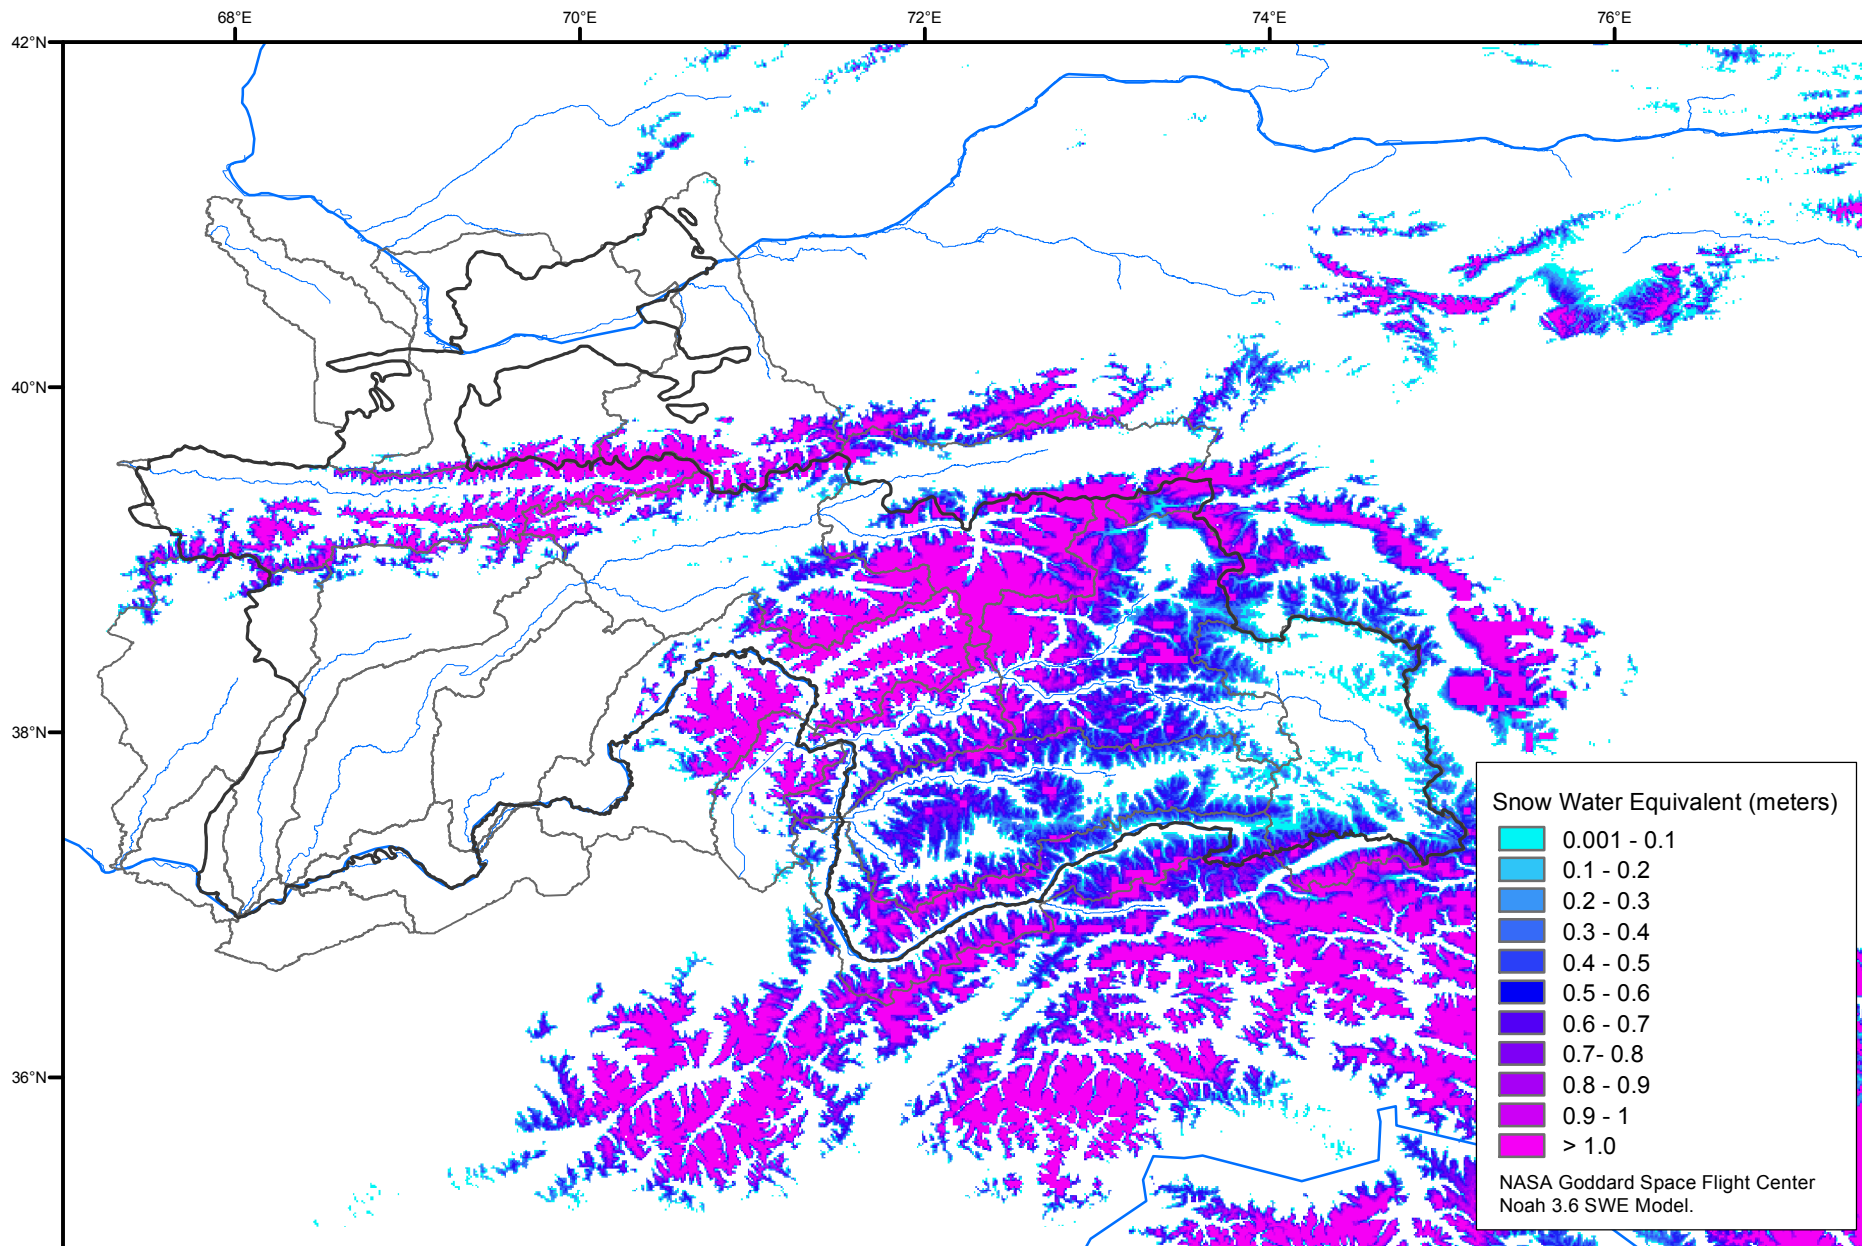 68°E
70°E
72°E
74°E
76°E
42°N
40°N
38°N
36°N
Snow Water Equivalent (meters)
0.001 - 0.1
0.1 - 0.2
0.2 - 0.3
0.3 - 0.4
0.4 - 0.5
0.5 - 0.6
0.6 - 0.7
0.7- 0.8
0.8 - 0.9
0.9 - 1
> 1.0
NASA Goddard Space Flight Center
Noah 3.6 SWE Model.